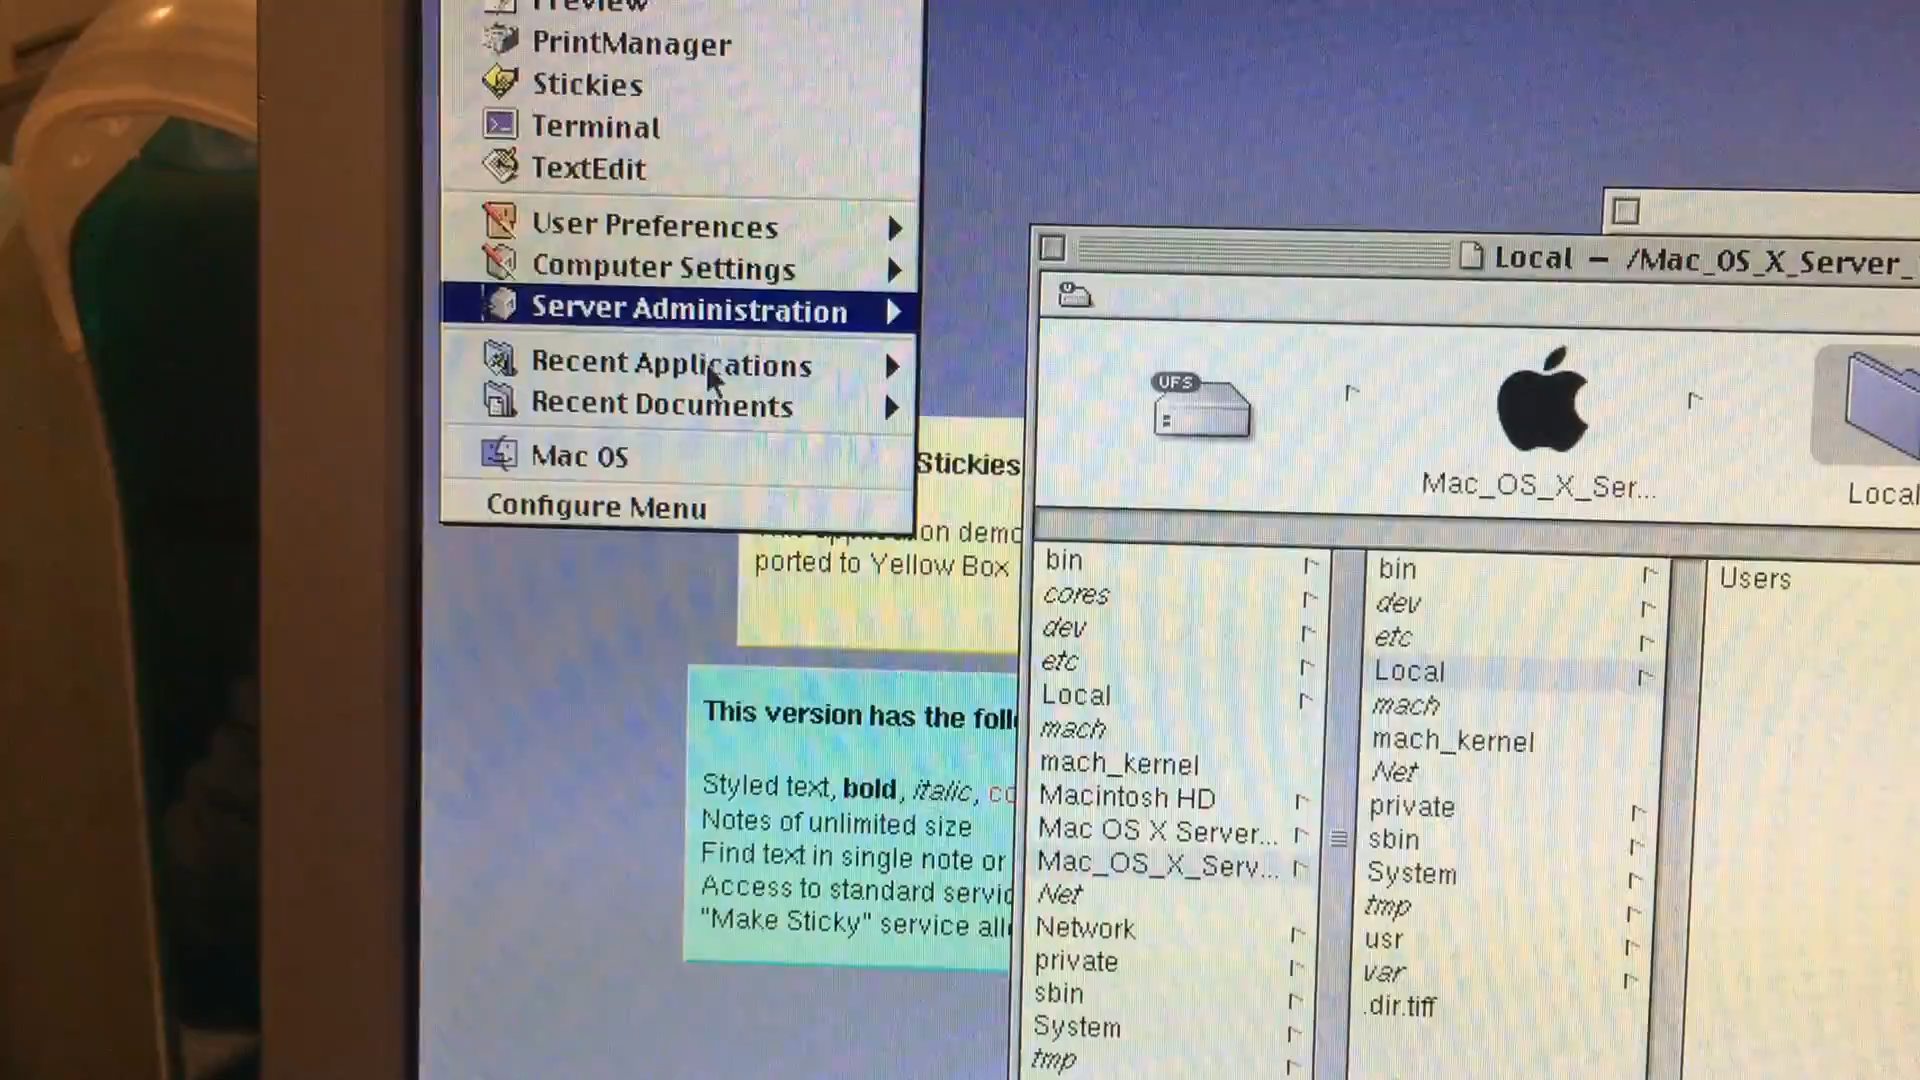 Preview
PrintManager
Stickies
Terminal
TextEdit
User Preferences
Computer Settings
Server Administration
Recent Applications
Recent Documents
Mac OS
Configure Menu
Stickies
on demo
ported to Yellow Box
This version has the foll
Styled text, bold, italic, co
Notes of unlimited size
Find text in single note or
Access to standard servic
"Make Sticky" service all
Local – /Mac_OS_X_Server_
UFS
Mac_OS_X_Ser...
Local
bin
cores
dev
etc
Local
mach
mach_kernel
Macintosh HD
Mac OS X Server...
Mac_OS_X_Serv...
Net
Network
private
sbin
System
tmp
bin
dev
etc
Local
mach
mach_kernel
Net
private
sbin
System
tmp
usr
var
.dir.tiff
Users